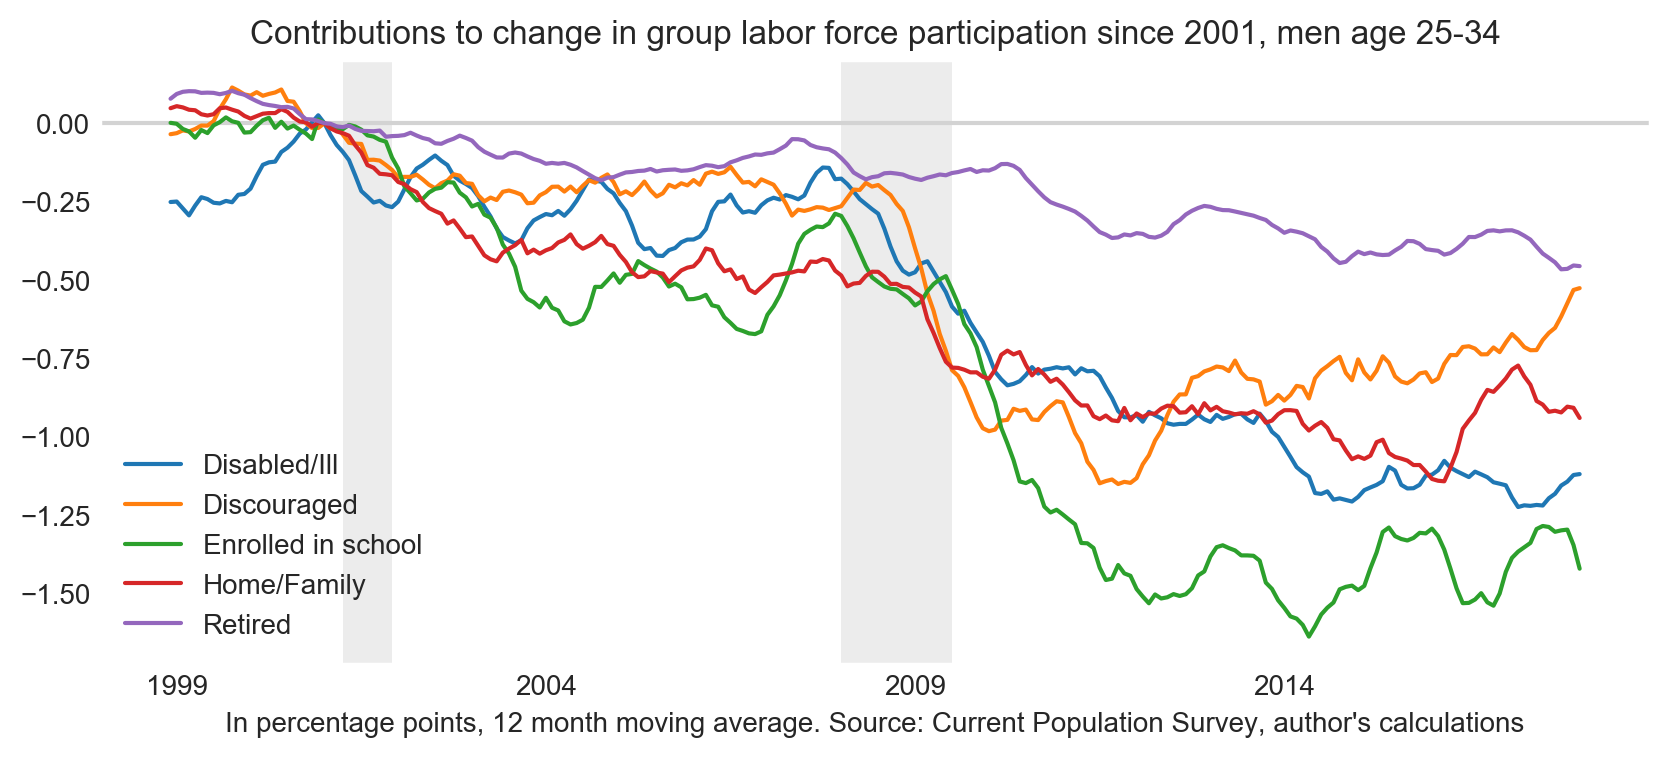 Contributions to change in group labor force participation since 2001, men age 25-34
0.00
−0.25
−0.50
−0.75
−1.00
−1.25
−1.50
Disabled/Ill
Discouraged
Enrolled in school
Home/Family
Retired
1999
2004
2009
2014
In percentage points, 12 month moving average. Source: Current Population Survey, author's calculations